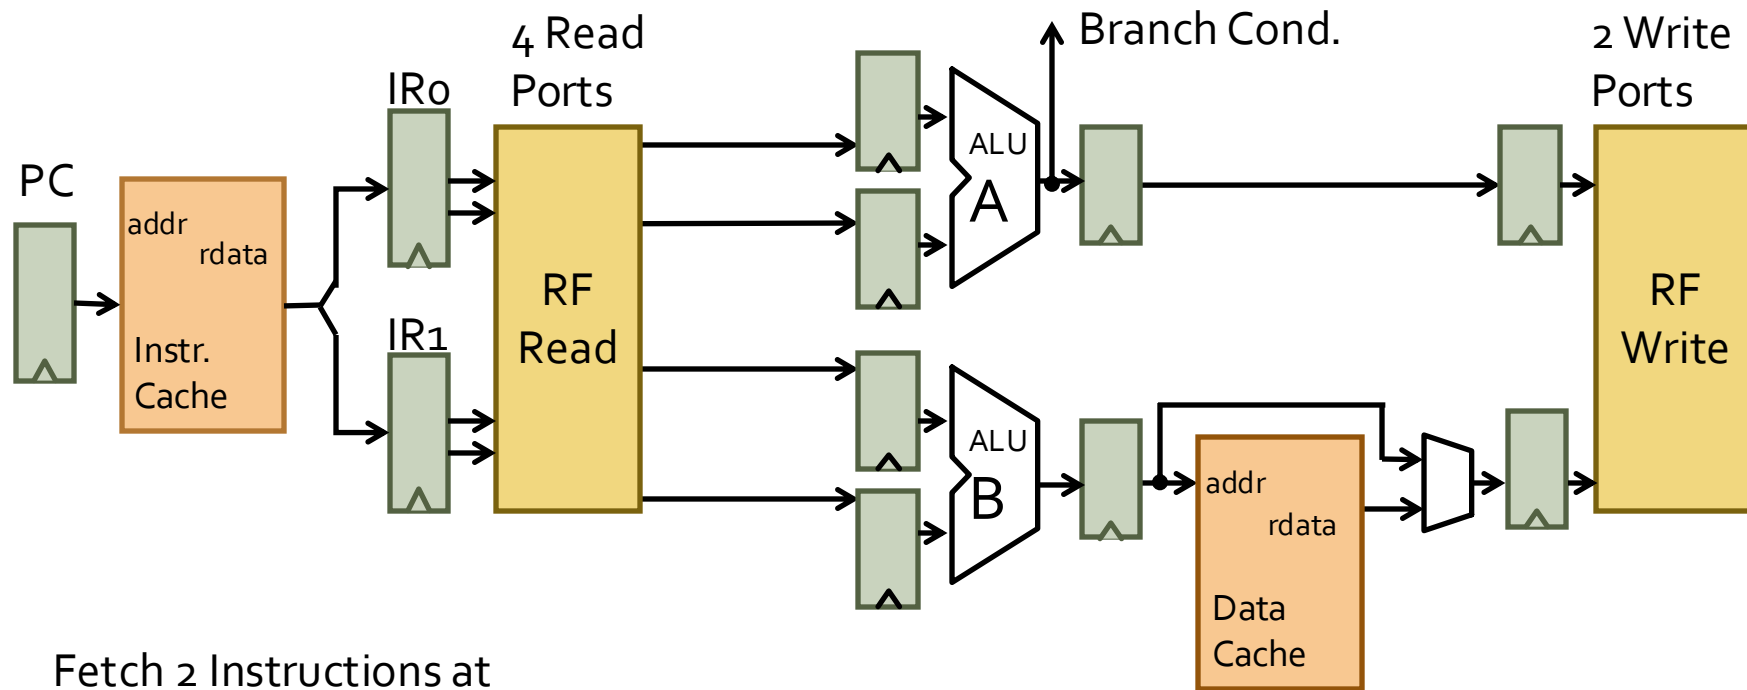 4 Read
Ports
Branch Cond.
2 Write
Ports
IR0
PC
addr
rdata
Instr.
Cache
IR1
RF
Read
ALU
A
ALU
B
addr
rdata
Data
Cache
RF
Write
Fetch 2 Instructions at